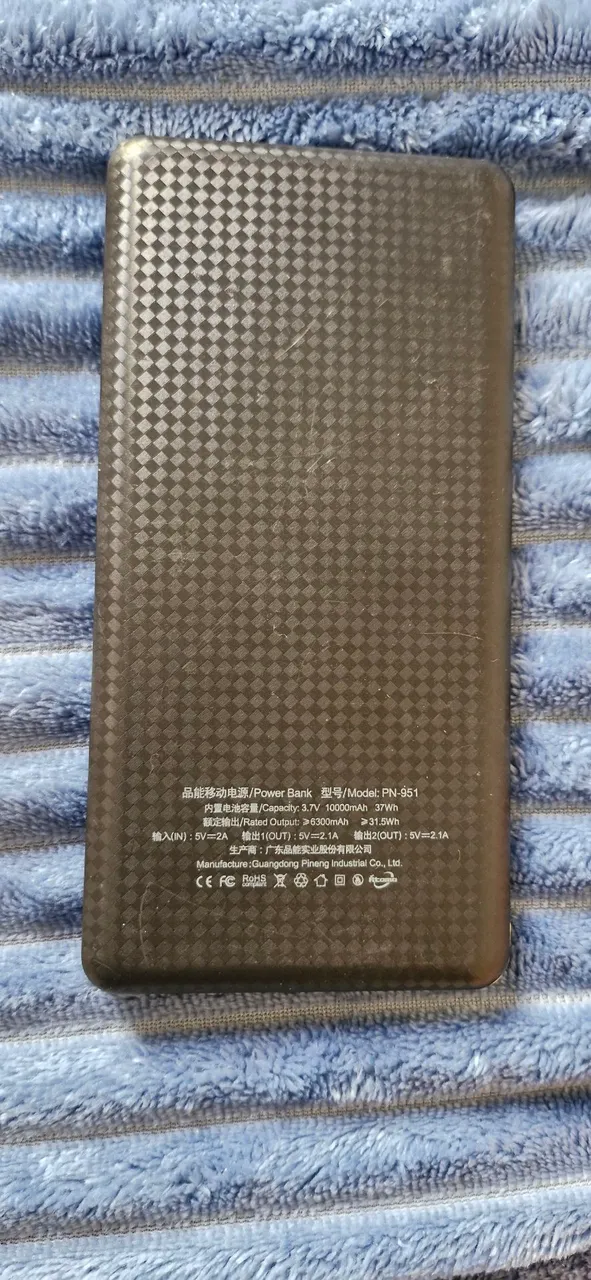 品能移动电源/Power Bank 型号/Model: PN-951
内置电池容量/Capacity: 3.7V 10000mAh 37Wh
额定输出/Rated Output: ≥6300mAh ≥31.5Wh
输入(IN) : 5V⎓2A 输出1(OUT) : 5V⎓2.1A 输出2(OUT) : 5V⎓2.1A
生产商 : 广东品能实业股份有限公司
Manufacture:Guangdong Pineng Industrial Co., Ltd.
CE FC RoHS compliant